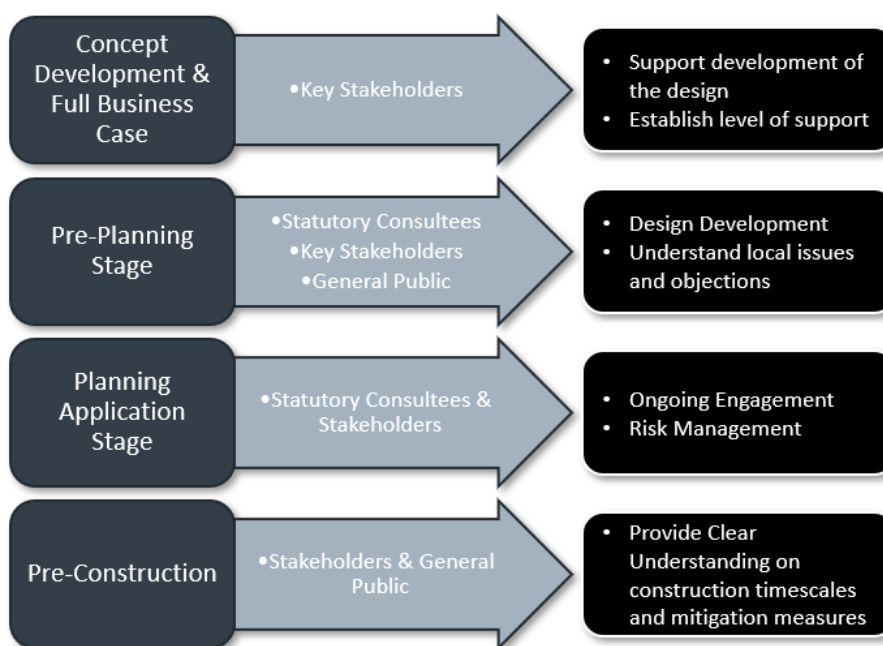 Concept
Development &
Full Business
Case
•Key Stakeholders
• Support development of
the design
• Establish level of support
Pre-Planning
Stage
•Statutory Consultees
•Key Stakeholders
•General Public
• Design Development
• Understand local issues
and objections
Planning
Application
Stage
•Statutory Consultees &
Stakeholders
• Ongoing Engagement
• Risk Management
Pre-Construction
•Stakeholders & General
Public
• Provide Clear
Understanding on
construction timescales
and mitigation measures